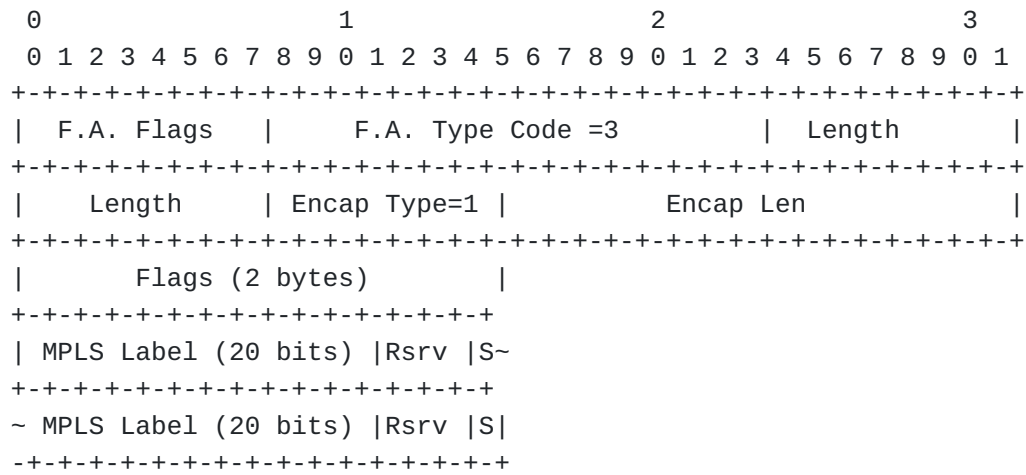 0                   1                   2                   3
 0 1 2 3 4 5 6 7 8 9 0 1 2 3 4 5 6 7 8 9 0 1 2 3 4 5 6 7 8 9 0 1
+-+-+-+-+-+-+-+-+-+-+-+-+-+-+-+-+-+-+-+-+-+-+-+-+-+-+-+-+-+-+-+-+
|  F.A. Flags   |     F.A. Type Code =3         |  Length       |
+-+-+-+-+-+-+-+-+-+-+-+-+-+-+-+-+-+-+-+-+-+-+-+-+-+-+-+-+-+-+-+-+
|    Length     | Encap Type=1 |          Encap Len             |
+-+-+-+-+-+-+-+-+-+-+-+-+-+-+-+-+-+-+-+-+-+-+-+-+-+-+-+-+-+-+-+-+
|       Flags (2 bytes)        |
+-+-+-+-+-+-+-+-+-+-+-+-+-+-+-+
| MPLS Label (20 bits) |Rsrv |S~
+-+-+-+-+-+-+-+-+-+-+-+-+-+-+-+
~ MPLS Label (20 bits) |Rsrv |S|
-+-+-+-+-+-+-+-+-+-+-+-+-+-+-+-+